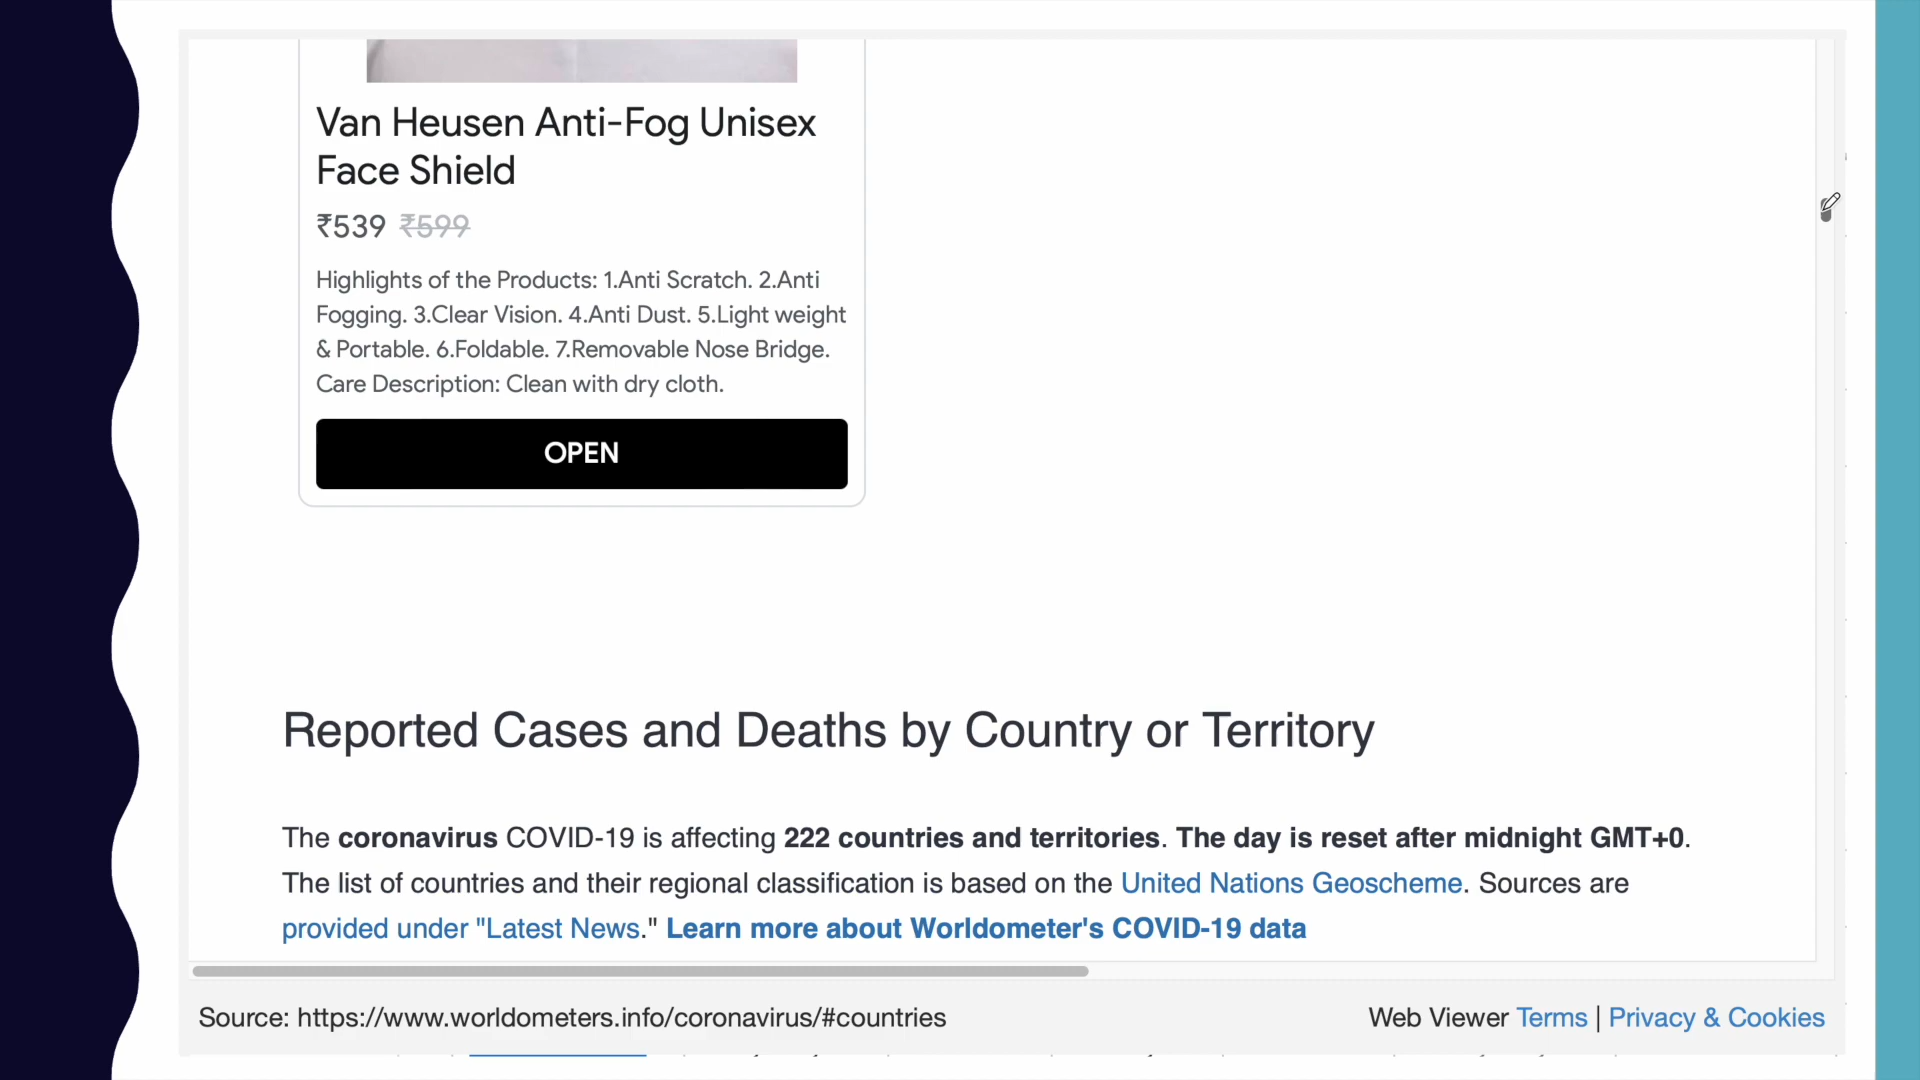 Van Heusen Anti-Fog Unisex
Face Shield
₹539 ₹599
Highlights of the Products: 1.Anti Scratch. 2.Anti
Fogging. 3.Clear Vision. 4.Anti Dust. 5.Light weight
& Portable. 6.Foldable. 7.Removable Nose Bridge.
Care Description: Clean with dry cloth.
OPEN
Reported Cases and Deaths by Country or Territory
The coronavirus COVID-19 is affecting 222 countries and territories. The day is reset after midnight GMT+0.
The list of countries and their regional classification is based on the United Nations Geoscheme. Sources are
provided under "Latest News." Learn more about Worldometer's COVID-19 data
Source: https://www.worldometers.info/coronavirus/#countries
Web Viewer Terms | Privacy & Cookies